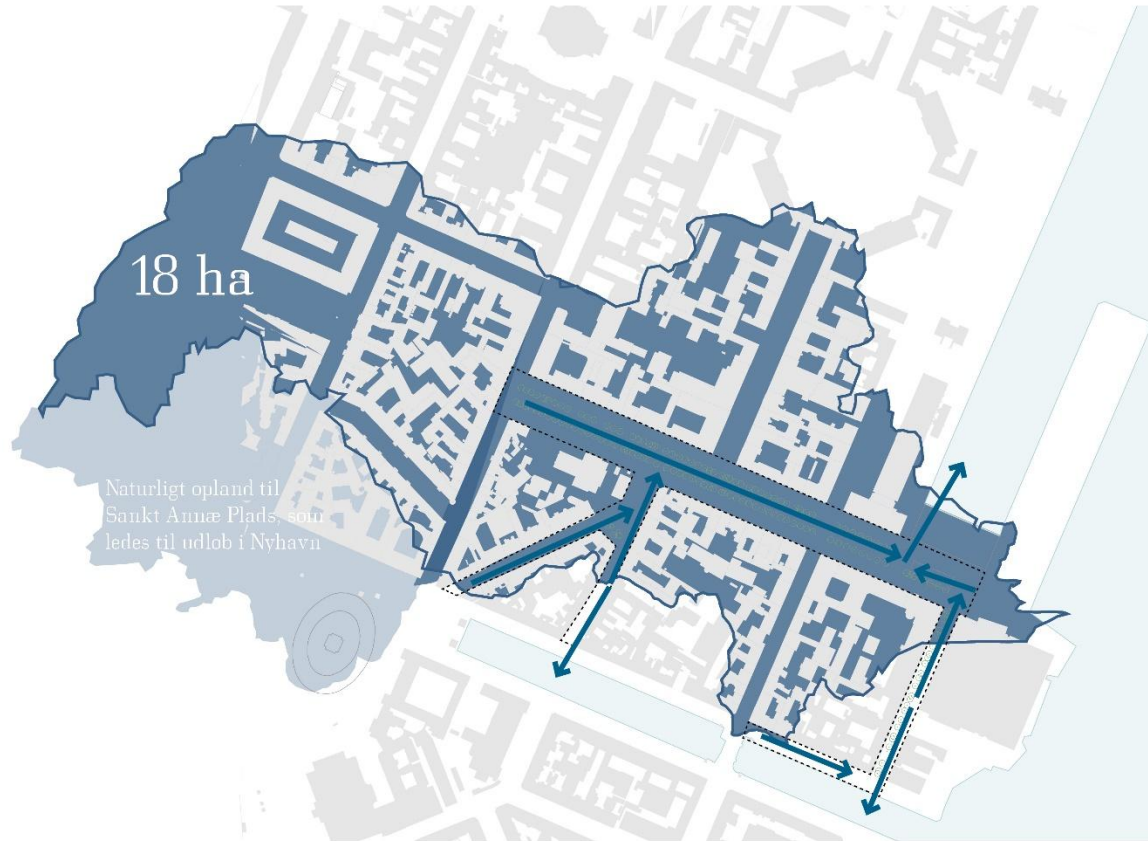 18 ha
Naturligt opland til
Sankt Annæ Plads, som
ledes til udløb i Nyhavn